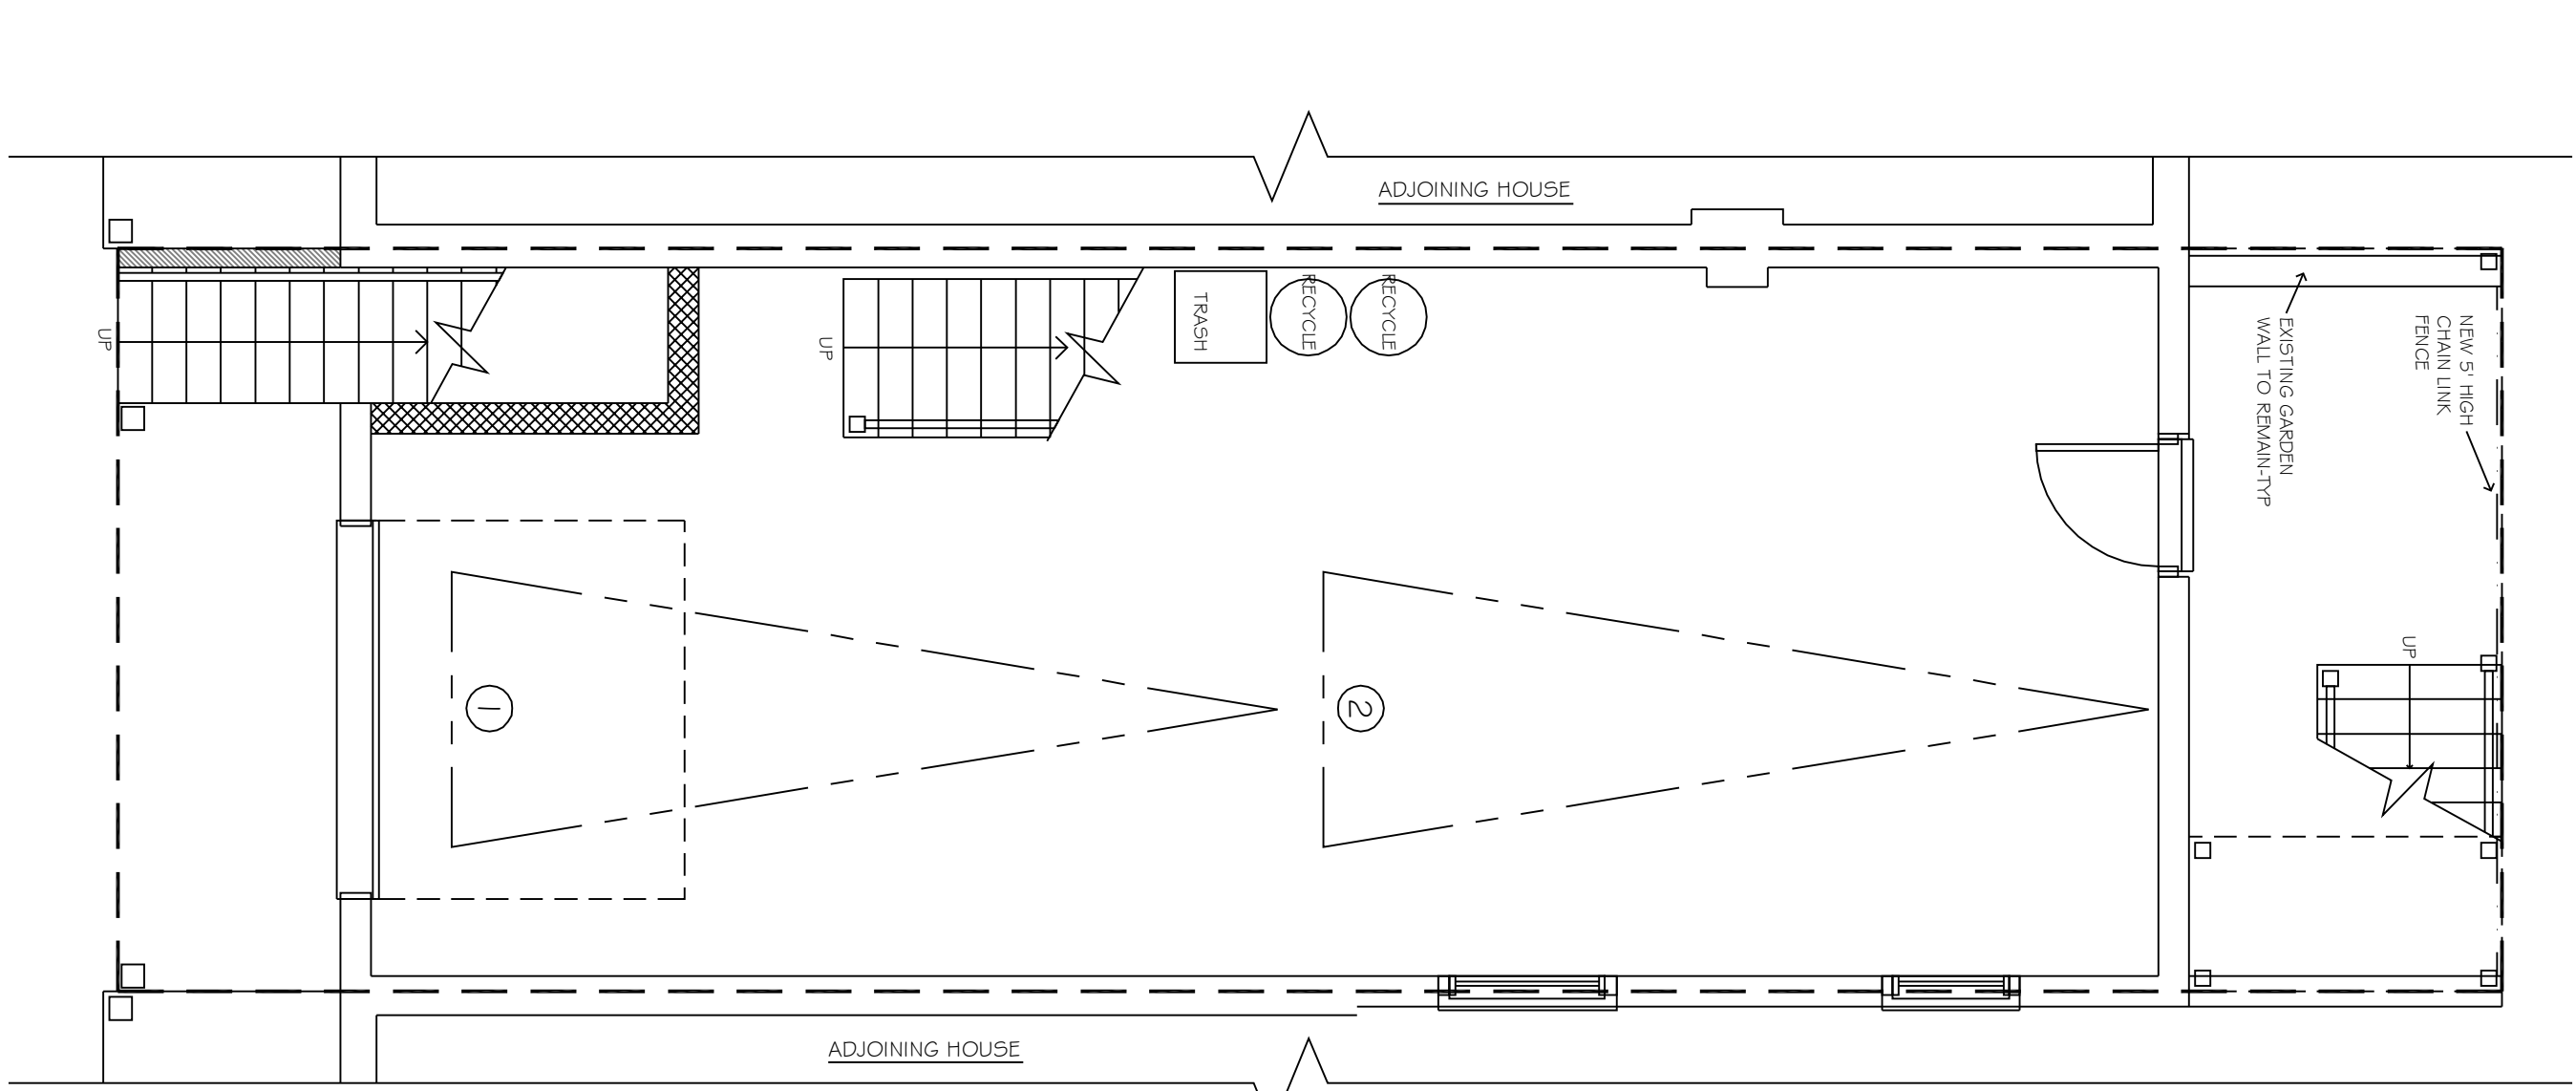 ADJOINING HOUSE
UP
UP
TRASH
RECYCLE
RECYCLE
EXISTING GARDEN
WALL TO REMAIN-TYP
NEW 5' HIGH
CHAIN LINK
FENCE
UP
1
2
ADJOINING HOUSE